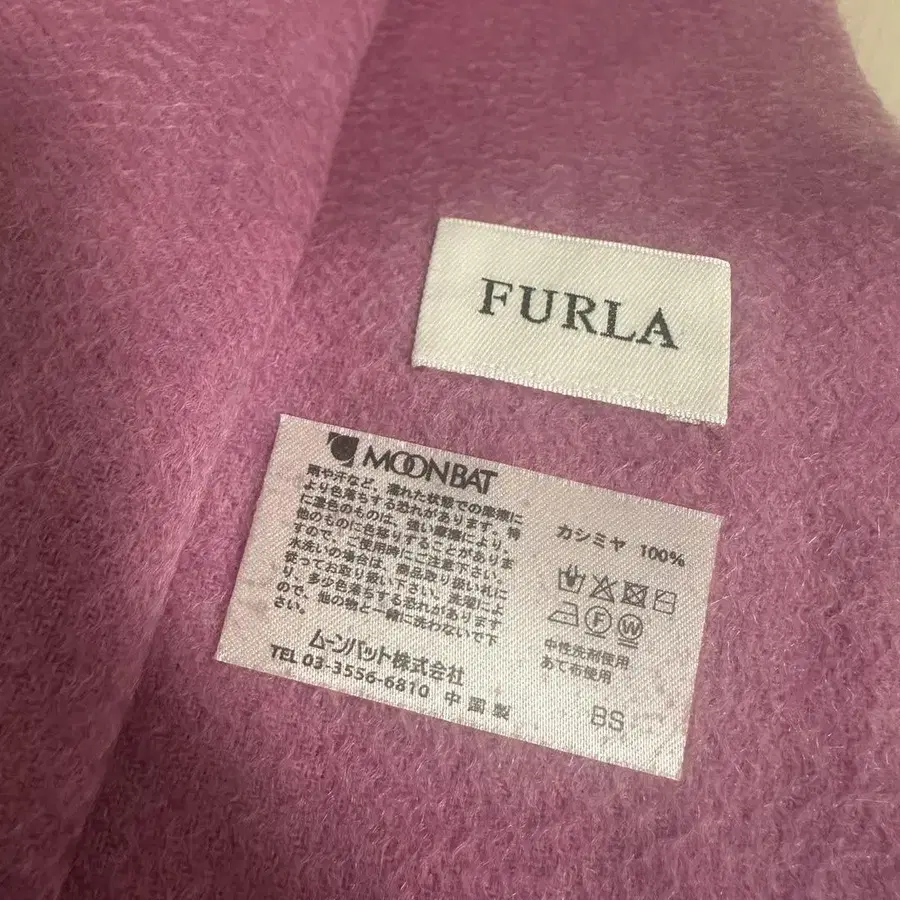 FURLA
MOONBAT
雨や汗など、濡れた状態での摩擦に
より色落ちする恐れがあります。特
に濃色のものは、強い摩擦により、
他のものに色移りすることがありま
すので、ご使用時にご注意下さい。
水洗いの場合は、商品取り扱いれに
従ってお取り扱い下さい。洗濯によ
り、多少色落ちする恐れがあります
ので、他の物と一緒に洗わないで下
さい。
ムーンバット株式会社
TEL 03-3556-6810 中国製
カシミヤ 100%
F W
中性洗剤使用
あて布使用
BS